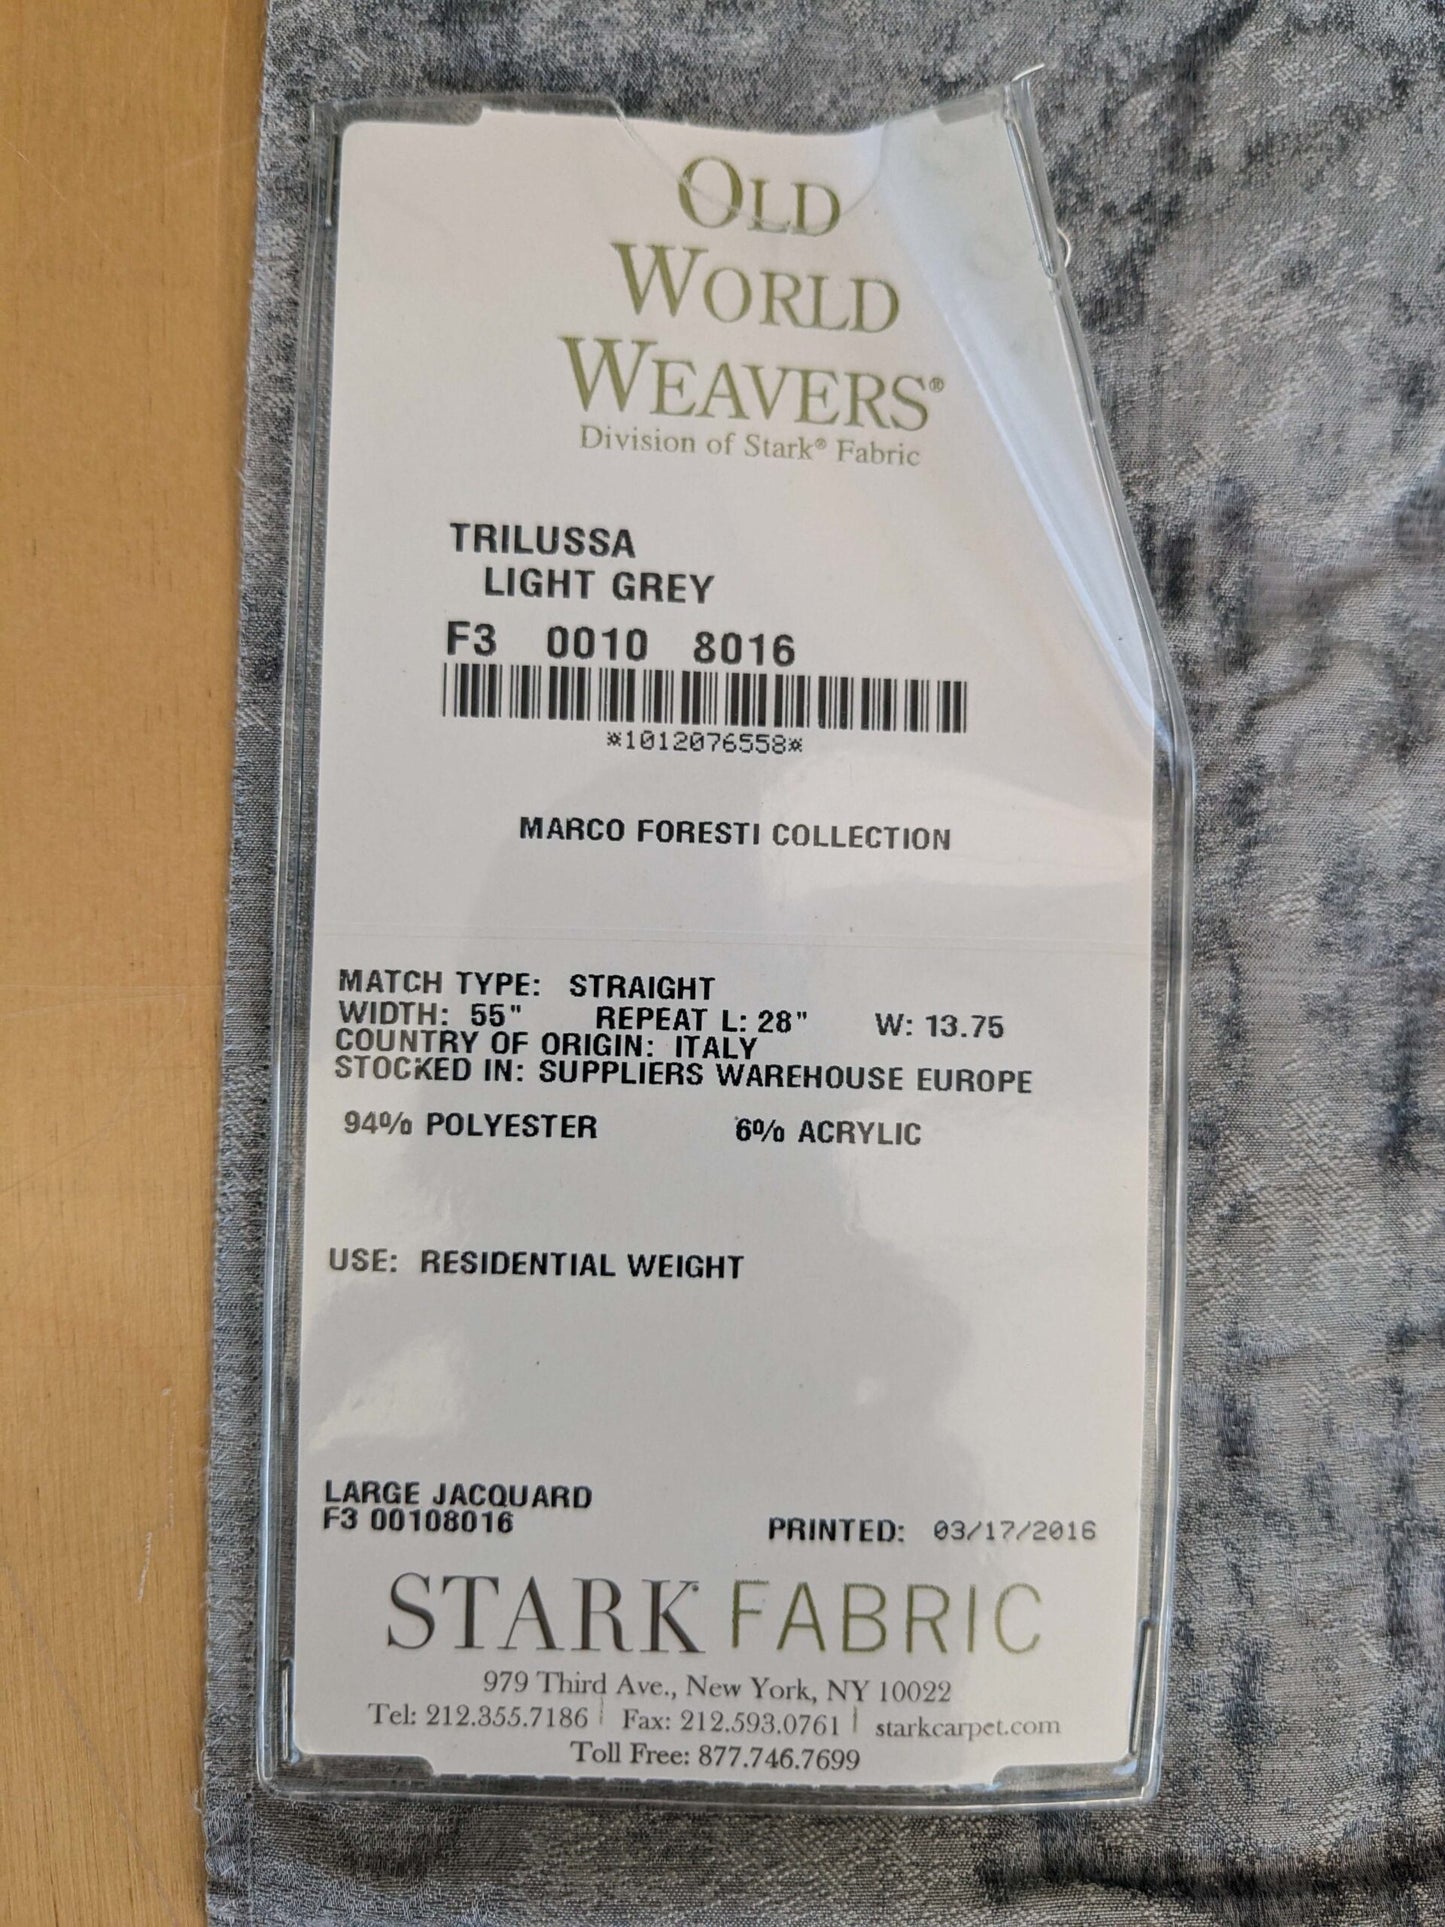 OLD
WORLD
WEAVERS®
Division of Stark® Fabric
TRILUSSA
LIGHT GREY
F3 0010 8016
*1012076558*
MARCO FORESTI COLLECTION
MATCH TYPE: STRAIGHT
WIDTH: 55" REPEAT L: 28" W: 13.75
COUNTRY OF ORIGIN: ITALY
STOCKED IN: SUPPLIERS WAREHOUSE EUROPE
94% POLYESTER 6% ACRYLIC
USE: RESIDENTIAL WEIGHT
LARGE JACQUARD
F3 00108016 PRINTED: 03/17/2016
STARK FABRIC
979 Third Ave., New York, NY 10022
Tel: 212.355.7186 | Fax: 212.593.0761 | starkcarpet.com
Toll Free: 877.746.7699